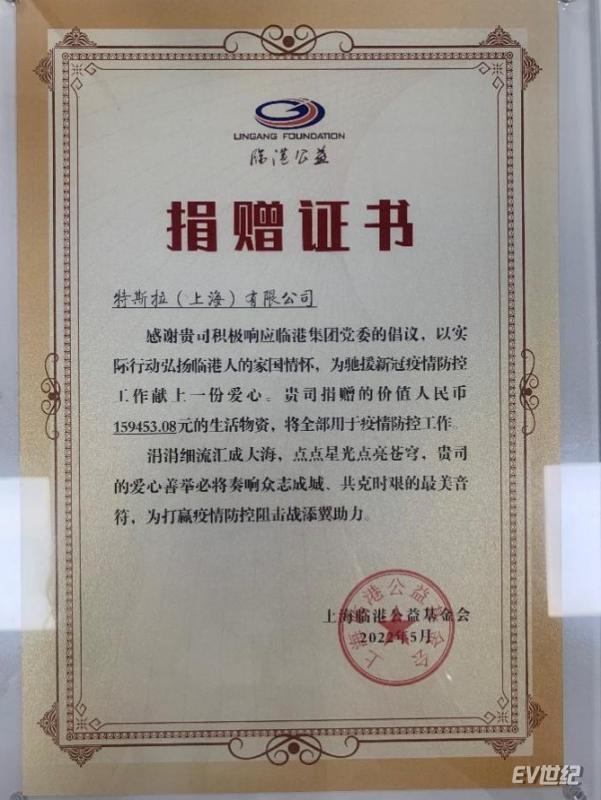 LINGANG FOUNDATION
临港公益
捐赠证书
特斯拉（上海）有限公司
感谢贵司积极响应临港集团党委的倡议，以实
际行动弘扬临港人的家国情怀，为驰援新冠疫情防控
工作献上一份爱心。贵司捐赠的价值人民币
159453.08元的生活物资，将全部用于疫情防控工作。
涓涓细流汇成大海，点点星光点亮苍穹，贵司
的爱心善举必将奏响众志成城、共克时艰的最美音
符，为打赢疫情防控阻击战添翼助力。
上海临港公益基金会
2022年5月
上海临港公益基金会
EV世纪